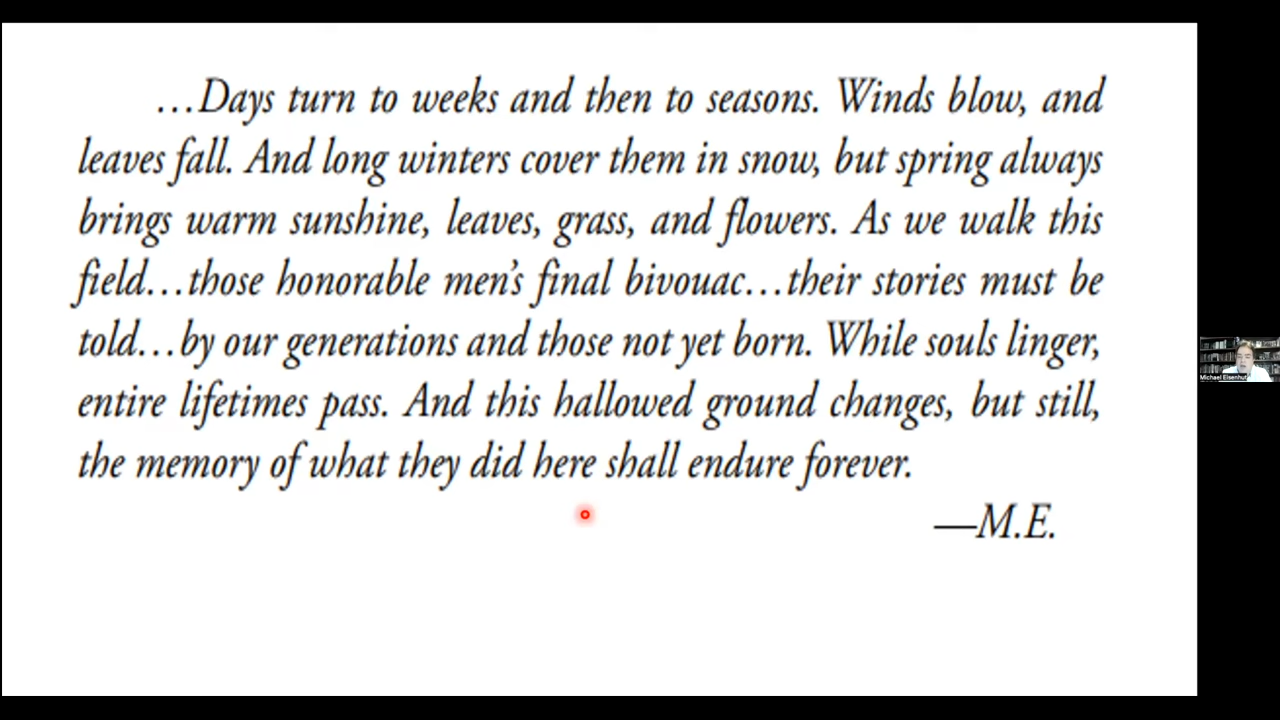 …Days turn to weeks and then to seasons. Winds blow, and
leaves fall. And long winters cover them in snow, but spring always
brings warm sunshine, leaves, grass, and flowers. As we walk this
field…those honorable men’s final bivouac…their stories must be
told…by our generations and those not yet born. While souls linger,
entire lifetimes pass. And this hallowed ground changes, but still,
the memory of what they did here shall endure forever.
—M.E.
Michael Eisenhut